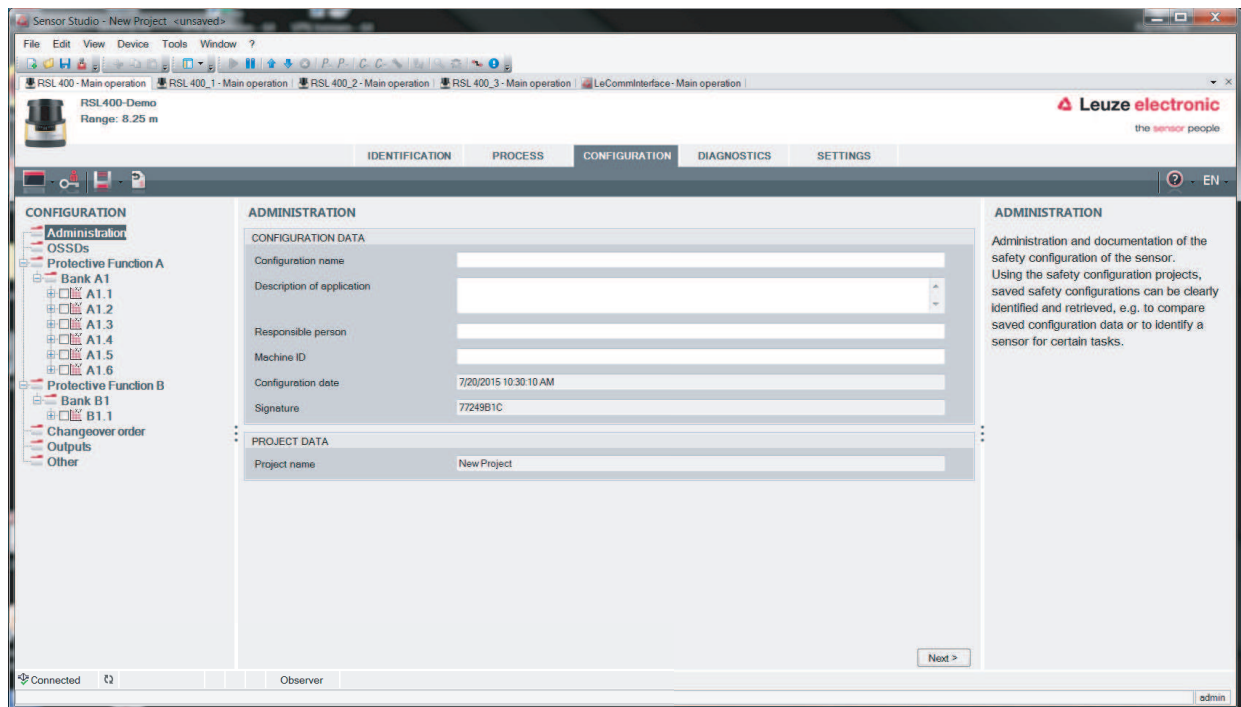 Sensor Studio - New Project <unsaved>
File Edit View Device Tools Window ?
RSL 400 - Main operation RSL 400_1 - Main operation RSL 400_2 - Main operation RSL 400_3 - Main operation LeCommInterface - Main operation
RSL400-Demo
Range: 8.25 m
Leuze electronic
the sensor people
IDENTIFICATION PROCESS CONFIGURATION DIAGNOSTICS SETTINGS
EN
CONFIGURATION
Administration
OSSDs
Protective Function A
Bank A1
A1.1
A1.2
A1.3
A1.4
A1.5
A1.6
Protective Function B
Bank B1
B1.1
Changeover order
Outputs
Other
ADMINISTRATION
CONFIGURATION DATA
Configuration name
Description of application
Responsible person
Machine ID
Configuration date 7/20/2015 10:30:10 AM
Signature 77249B1C
PROJECT DATA
Project name New Project
Next >
ADMINISTRATION
Administration and documentation of the
safety configuration of the sensor.
Using the safety configuration projects,
saved safety configurations can be clearly
identified and retrieved, e.g. to compare
saved configuration data or to identify a
sensor for certain tasks.
Connected Observer
admin